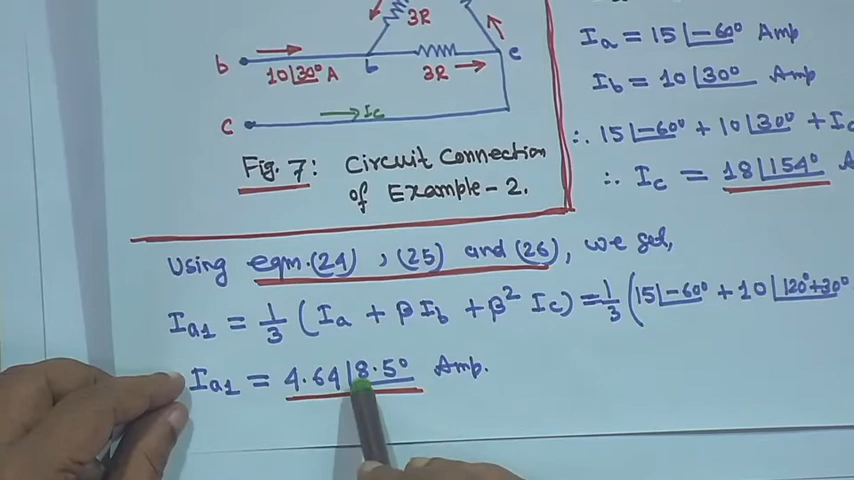 3R
b
b
e
10∠30° A
3R
c
Ic
Fig. 7: Circuit Connection
of Example-2.
Ia = 15∠-60° Amp
Ib = 10∠30° Amp
∴ 15∠-60° + 10∠30° + Ic
∴ Ic = 18∠154° A
Using eqn.(24), (25) and (26), we get,
Ia1 = 1/3 (Ia + βIb + β² Ic) = 1/3 (15∠-60° + 10∠120°+30°
Ia1 = 4.64∠8.5° Amp.